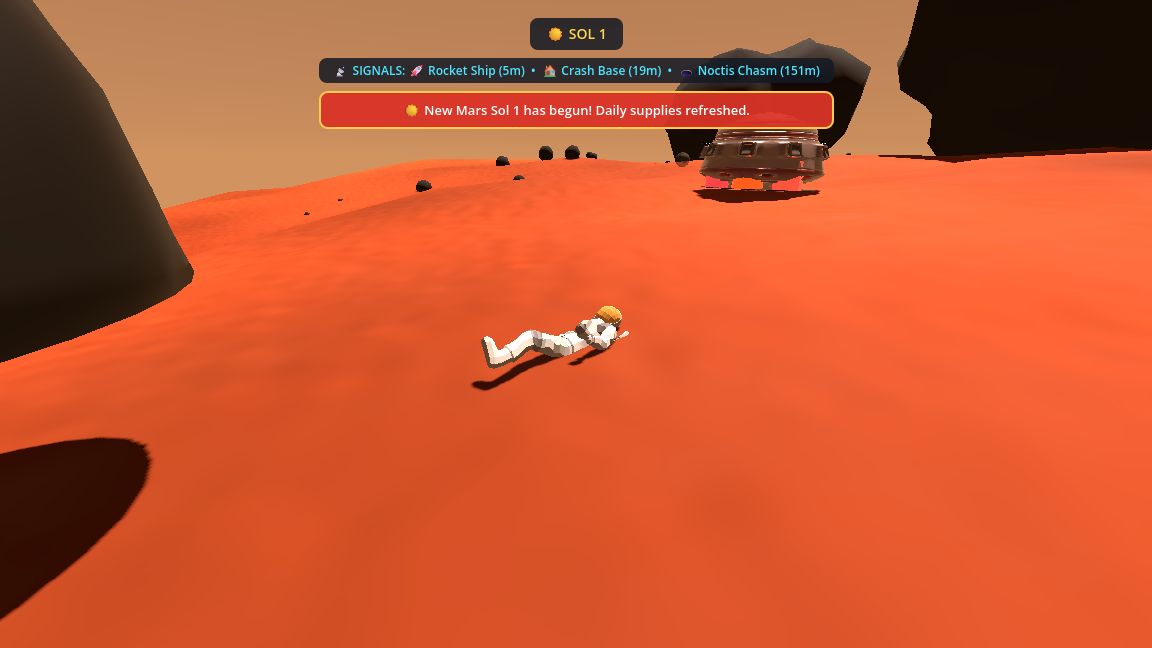 SOL 1
SIGNALS: Rocket Ship (5m) • Crash Base (19m) • Noctis Chasm (151m)
New Mars Sol 1 has begun! Daily supplies refreshed.